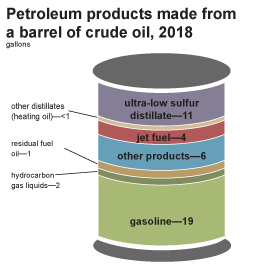 Petroleum products made from
a barrel of crude oil, 2018
gallons
ultra-low sulfur
distillate—11
other distillates
(heating oil)—<1
jet fuel—4
residual fuel
oil—1
other products—6
hydrocarbon
gas liquids—2
gasoline—19